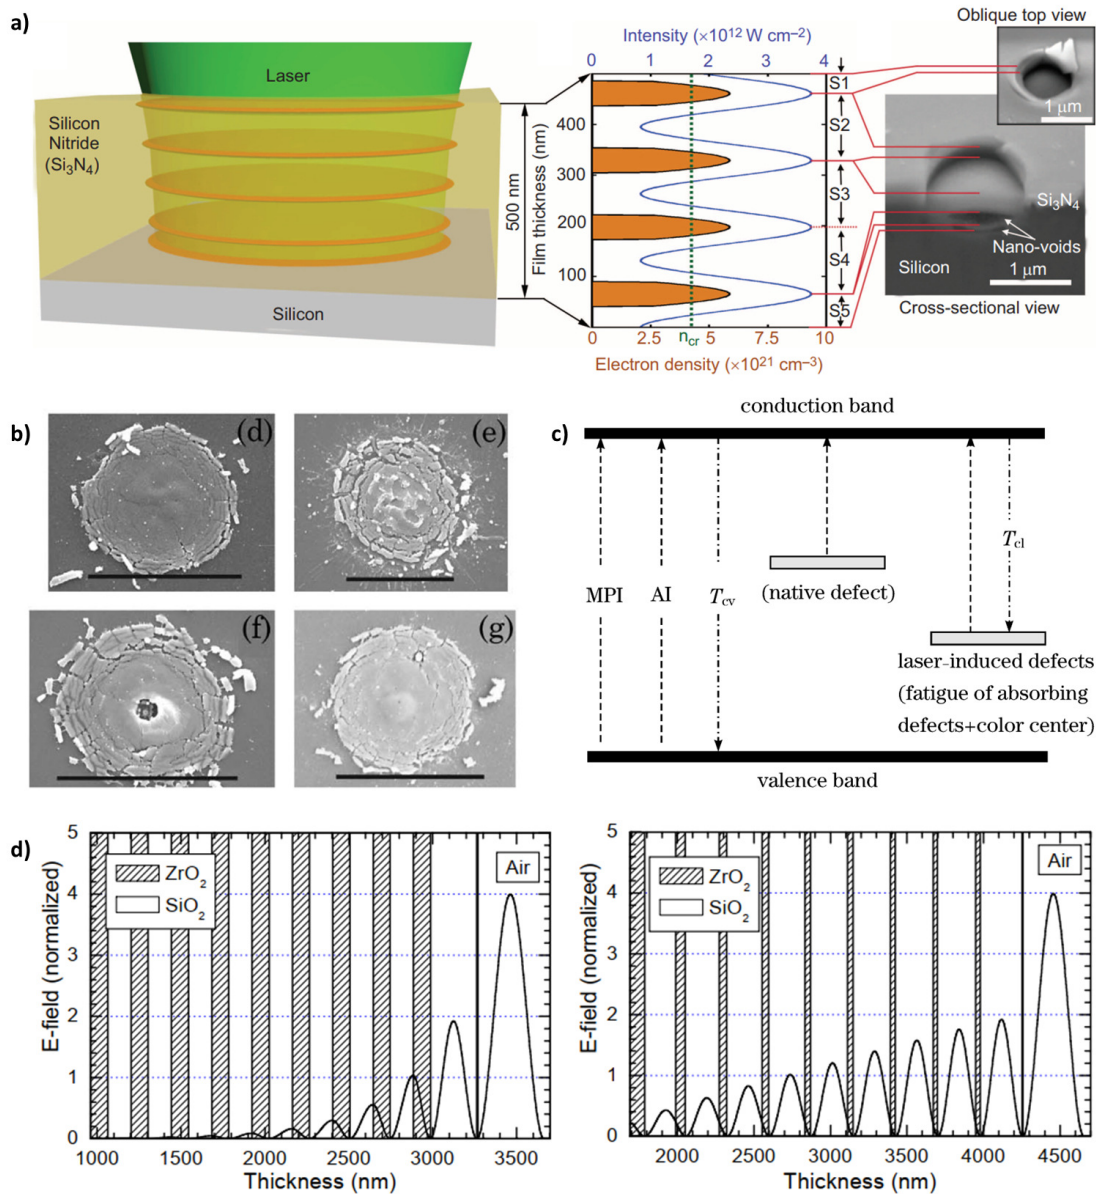 a)
Laser
Silicon
Nitride
(Si₃N₄)
Silicon
500 nm
Intensity (×10¹² W cm⁻²)
0 1 2 3 4
Film thickness (nm)
400
300
200
100
S1
S2
S3
S4
S5
0 2.5 n_cr 5 7.5 10
Electron density (×10²¹ cm⁻³)
Oblique top view
1 μm
Si₃N₄
Nano-voids
Silicon
1 μm
Cross-sectional view
b)
(d)
(e)
(f)
(g)
c)
conduction band
MPI AI T_cv (native defect) T_cl
laser-induced defects
(fatigue of absorbing
defects+color center)
valence band
d)
E-field (normalized)
5
4
3
2
1
0
ZrO₂
SiO₂
Air
1000 1500 2000 2500 3000 3500
Thickness (nm)
E-field (normalized)
5
4
3
2
1
0
ZrO₂
SiO₂
Air
2000 2500 3000 3500 4000 4500
Thickness (nm)